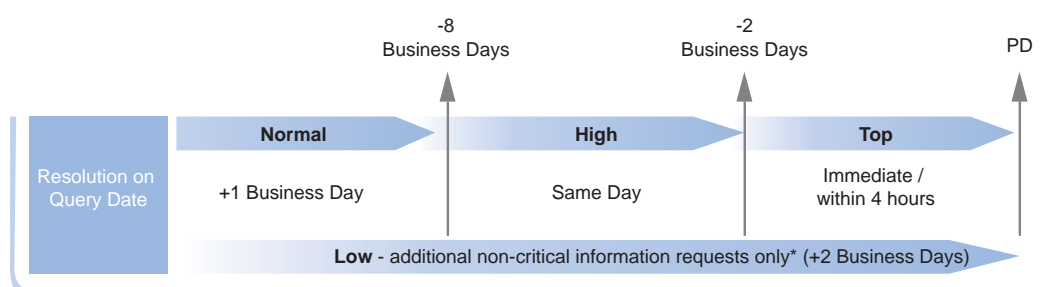 -8
Business Days
-2
Business Days
PD
Normal
High
Top
Resolution on
Query Date
+1 Business Day
Same Day
Immediate /
within 4 hours
Low - additional non-critical information requests only* (+2 Business Days)